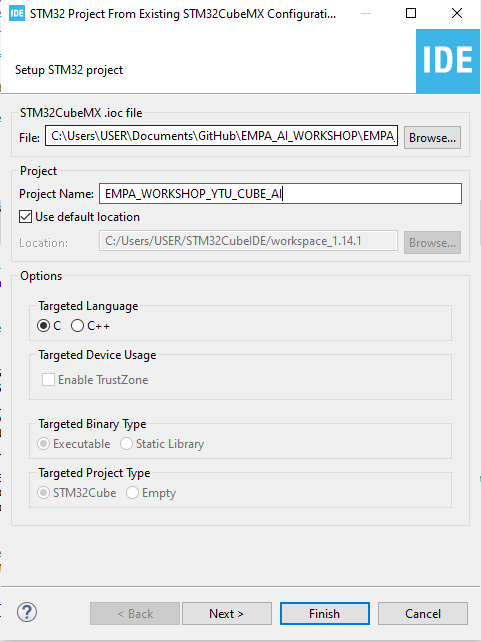 STM32 Project From Existing STM32CubeMX Configurati...
IDE
Setup STM32 project
STM32CubeMX .ioc file
File: C:\Users\USER\Documents\GitHub\EMPA_AI_WORKSHOP\EMPA_ Browse...
Project
Project Name: EMPA_WORKSHOP_YTU_CUBE_AI
Use default location
Location: C:/Users/USER/STM32CubeIDE/workspace_1.14.1 Browse...
Options
Targeted Language
C C++
Targeted Device Usage
Enable TrustZone
Targeted Binary Type
Executable Static Library
Targeted Project Type
STM32Cube Empty
? < Back Next > Finish Cancel